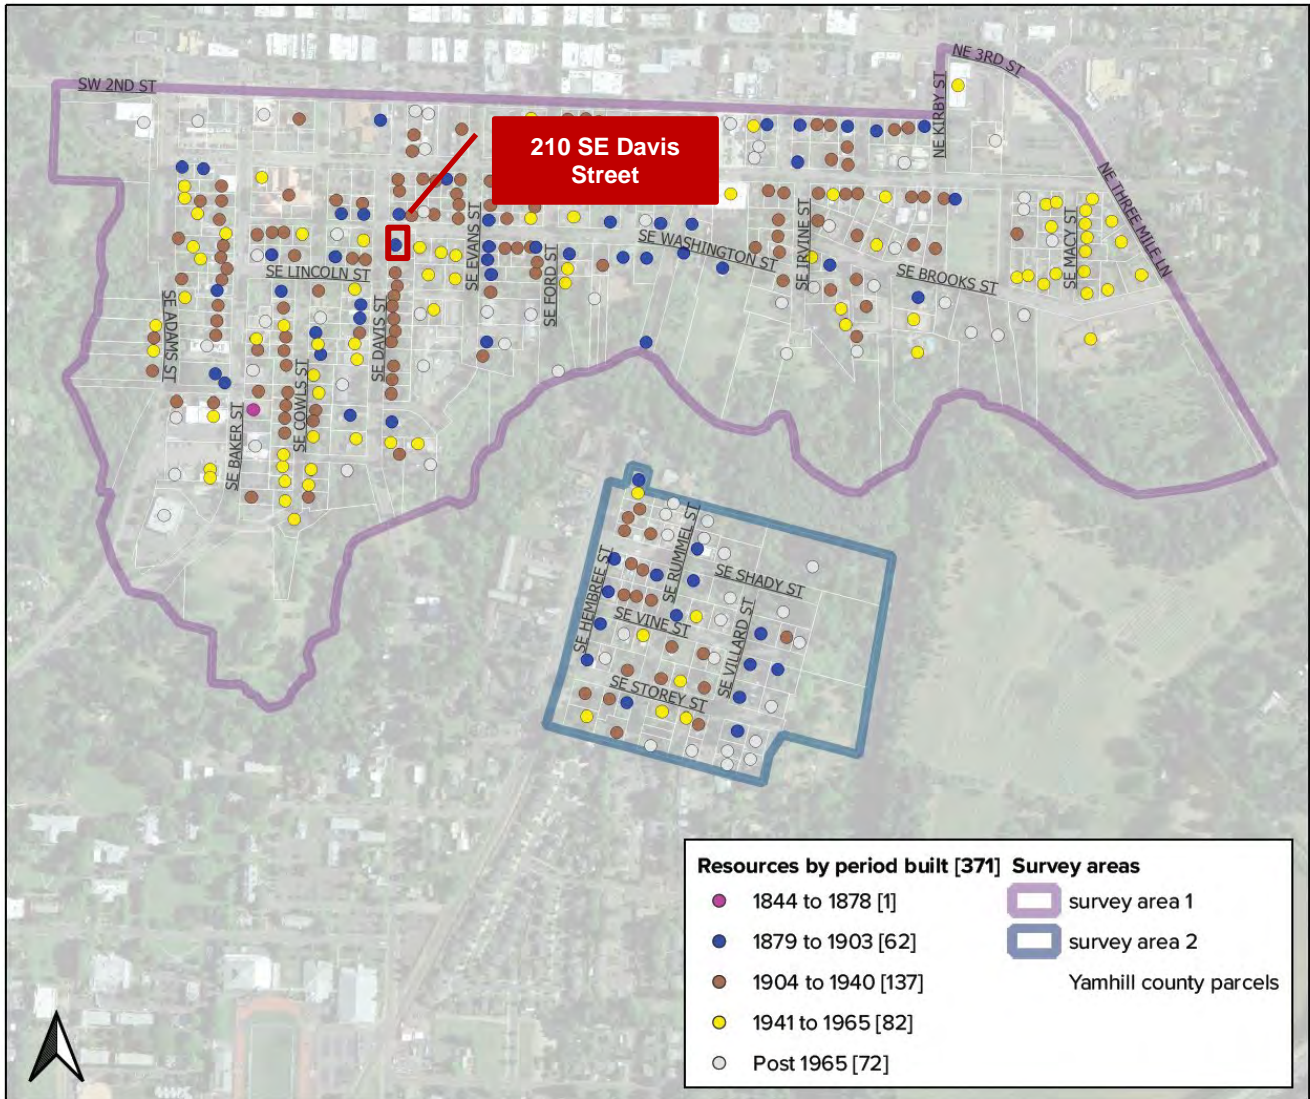 SW 2ND ST
NE 3RD ST
NE KIRBY ST
NE THREE MILE LN
210 SE Davis
Street
SE EVANS ST
SE WASHINGTON ST
SE IRVINE ST
SE MACY ST
SE LINCOLN ST
SE FORD ST
SE BROOKS ST
SE ADAMS ST
SE DAVIS ST
SE COWLS ST
SE BAKER ST
SE RUMMEL ST
SE HEMBREE ST
SE SHADY ST
SE VINE ST
SE VILLARD ST
SE STOREY ST
Resources by period built [371] Survey areas
1844 to 1878 [1] survey area 1
1879 to 1903 [62] survey area 2
1904 to 1940 [137] Yamhill county parcels
1941 to 1965 [82]
Post 1965 [72]